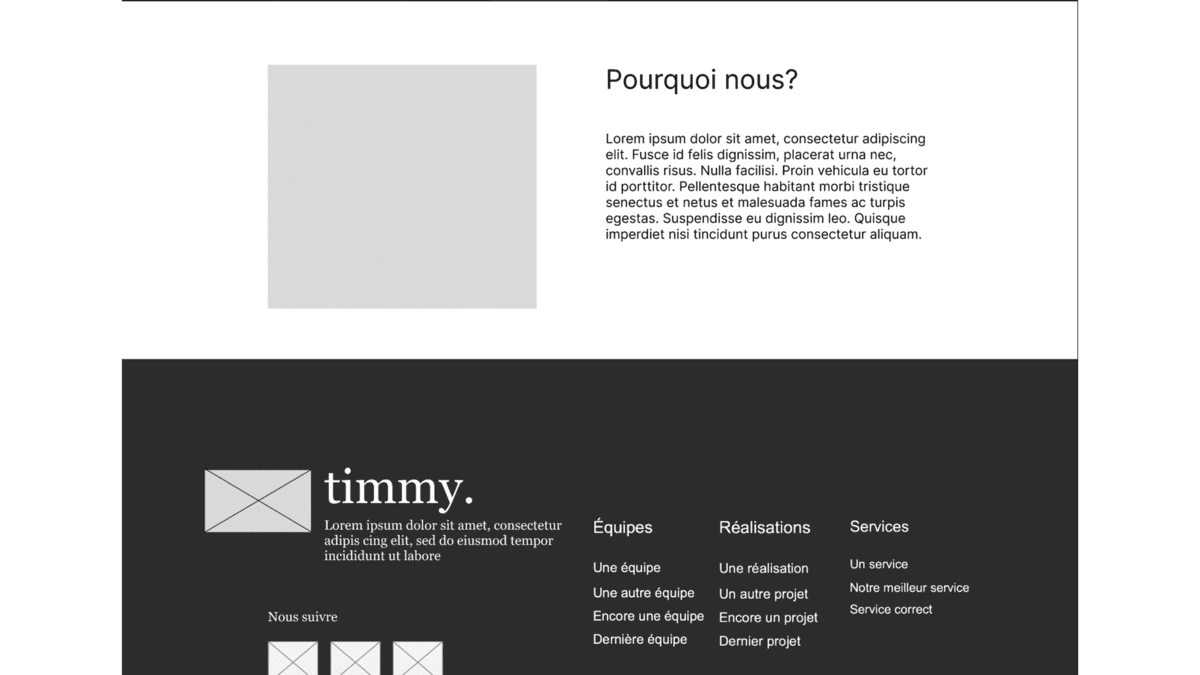 Pourquoi nous?
Lorem ipsum dolor sit amet, consectetur adipiscing
elit. Fusce id felis dignissim, placerat urna nec,
convallis risus. Nulla facilisi. Proin vehicula eu tortor
id porttitor. Pellentesque habitant morbi tristique
senectus et netus et malesuada fames ac turpis
egestas. Suspendisse eu dignissim leo. Quisque
imperdiet nisi tincidunt purus consectetur aliquam.
timmy.
Lorem ipsum dolor sit amet, consectetur
adipis cing elit, sed do eiusmod tempor
incididunt ut labore
Nous suivre
Équipes
Une équipe
Une autre équipe
Encore une équipe
Dernière équipe
Réalisations
Une réalisation
Un autre projet
Encore un projet
Dernier projet
Services
Un service
Notre meilleur service
Service correct